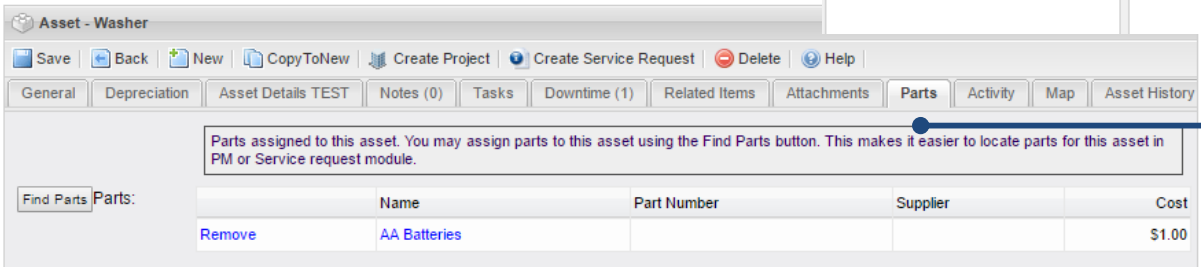 Asset - Washer
Save Back New CopyToNew Create Project Create Service Request Delete Help
General Depreciation Asset Details TEST Notes (0) Tasks Downtime (1) Related Items Attachments Parts Activity Map Asset History
Parts assigned to this asset. You may assign parts to this asset using the Find Parts button. This makes it easier to locate parts for this asset in
PM or Service request module.
Find Parts Parts:
Name Part Number Supplier Cost
Remove AA Batteries $1.00